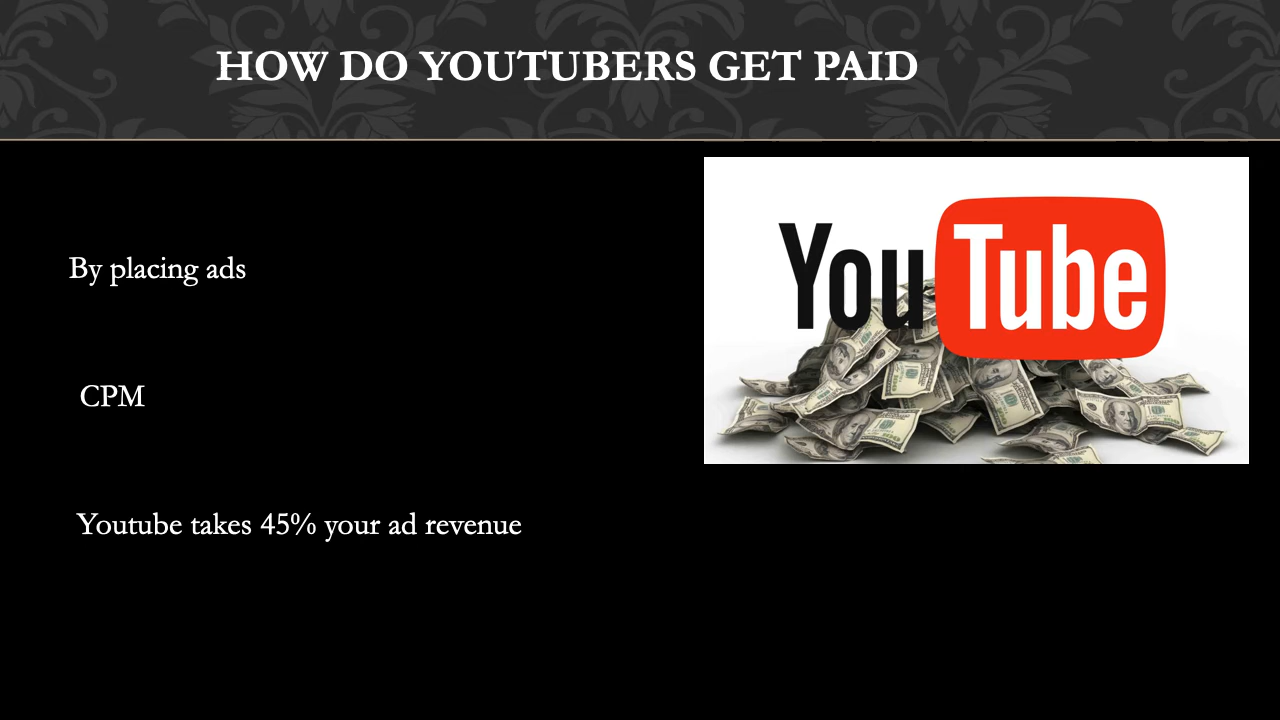 HOW DO YOUTUBERS GET PAID
By placing ads
YouTube
CPM
Youtube takes 45% your ad revenue